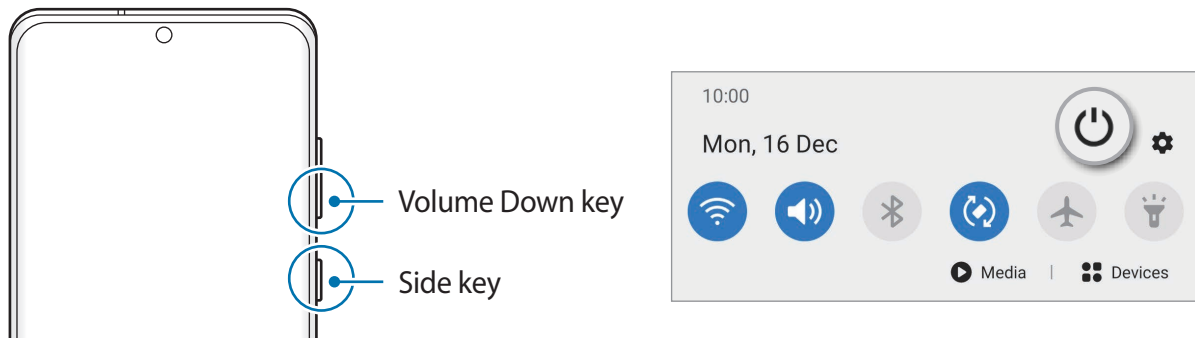 Volume Down key
Side key
10:00
Mon, 16 Dec
Media | Devices